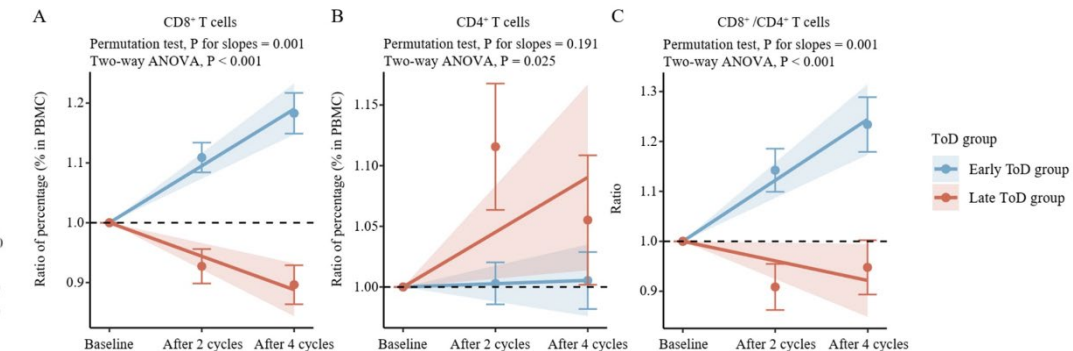 A
CD8⁺ T cells
Permutation test, P for slopes = 0.001
Two-way ANOVA, P < 0.001
Ratio of percentage (% in PBMC)
1.2
1.1
1.0
0.9
Baseline
After 2 cycles
After 4 cycles
B
CD4⁺ T cells
Permutation test, P for slopes = 0.191
Two-way ANOVA, P = 0.025
Ratio of percentage (% in PBMC)
1.15
1.10
1.05
1.00
Baseline
After 2 cycles
After 4 cycles
C
CD8⁺ /CD4⁺ T cells
Permutation test, P for slopes = 0.001
Two-way ANOVA, P < 0.001
Ratio
1.3
1.2
1.1
1.0
0.9
Baseline
After 2 cycles
After 4 cycles
ToD group
Early ToD group
Late ToD group